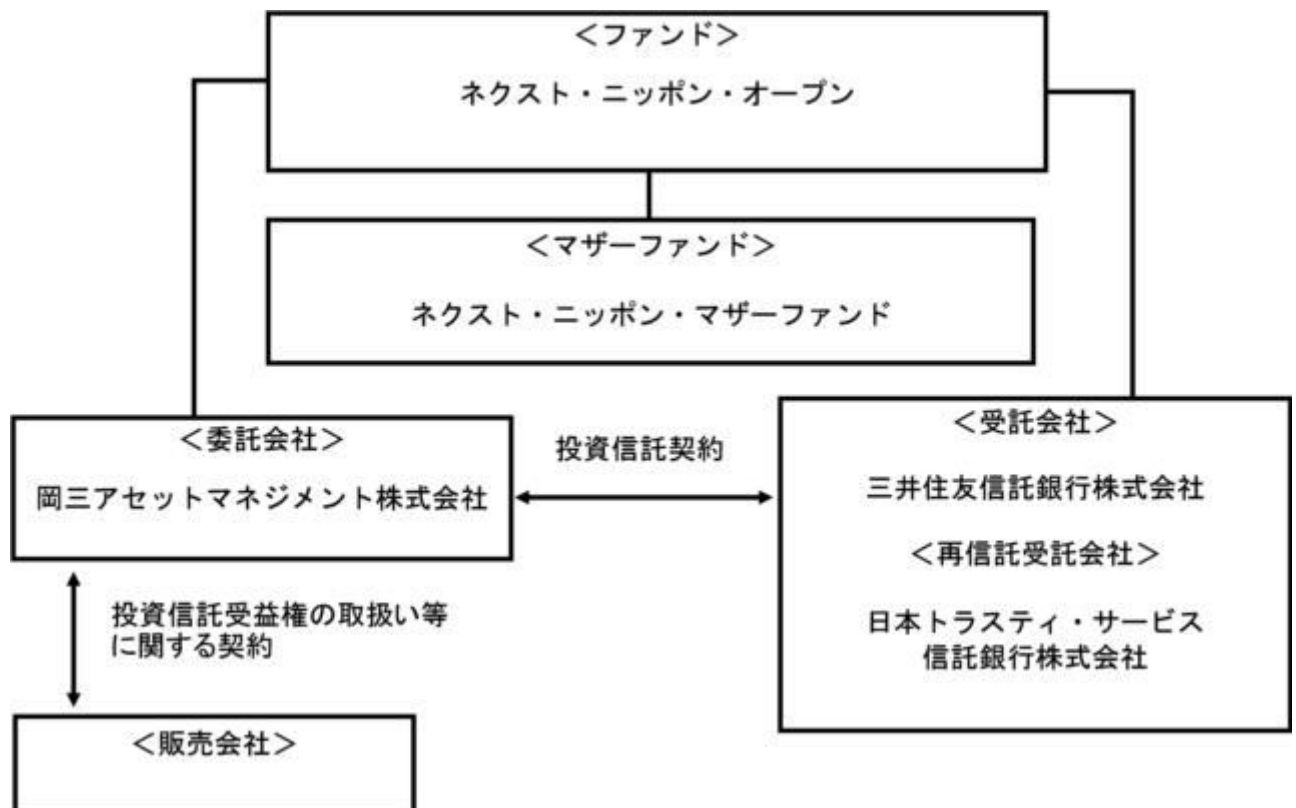 ＜ファンド＞
ネクスト・ニッポン・オープン
＜マザーファンド＞
ネクスト・ニッポン・マザーファンド
＜委託会社＞
岡三アセットマネジメント株式会社
投資信託契約
＜受託会社＞
三井住友信託銀行株式会社
＜再信託受託会社＞
日本トラスティ・サービス
信託銀行株式会社
投資信託受益権の取扱い等
に関する契約
＜販売会社＞